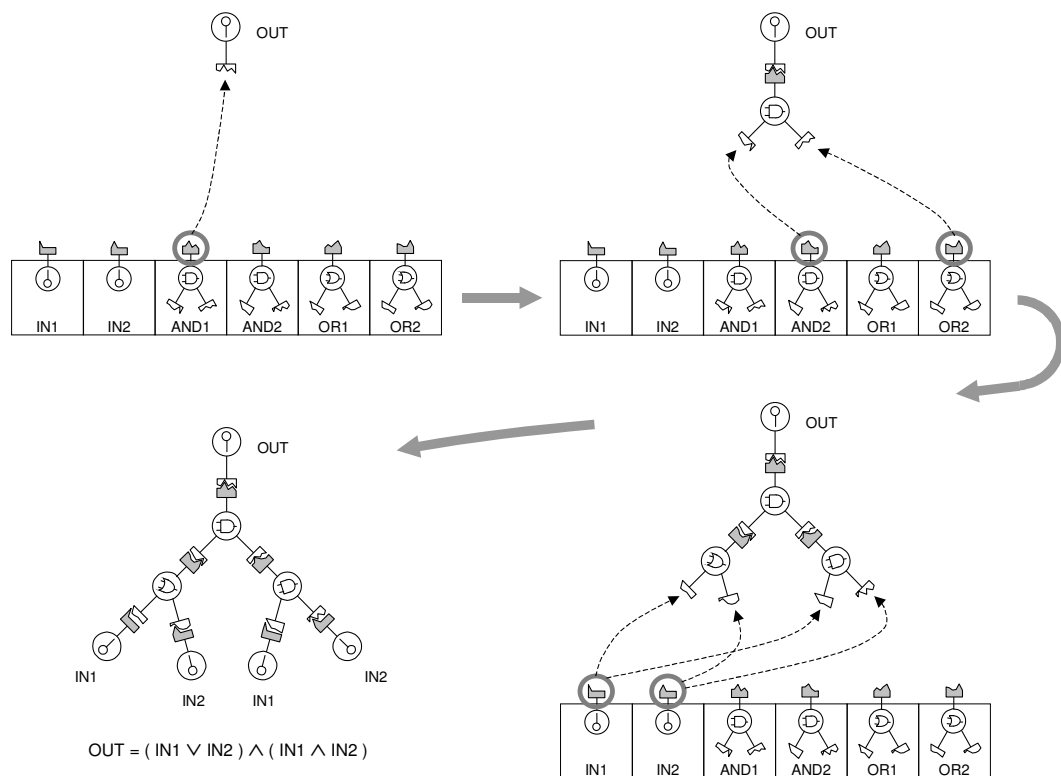 OUT
IN1 IN2 AND1 AND2 OR1 OR2
OUT
IN1 IN2 AND1 AND2 OR1 OR2
OUT
IN1 IN2 IN1 IN2
OUT = ( IN1 ∨ IN2 ) ∧ ( IN1 ∧ IN2 )
OUT
IN1 IN2 AND1 AND2 OR1 OR2